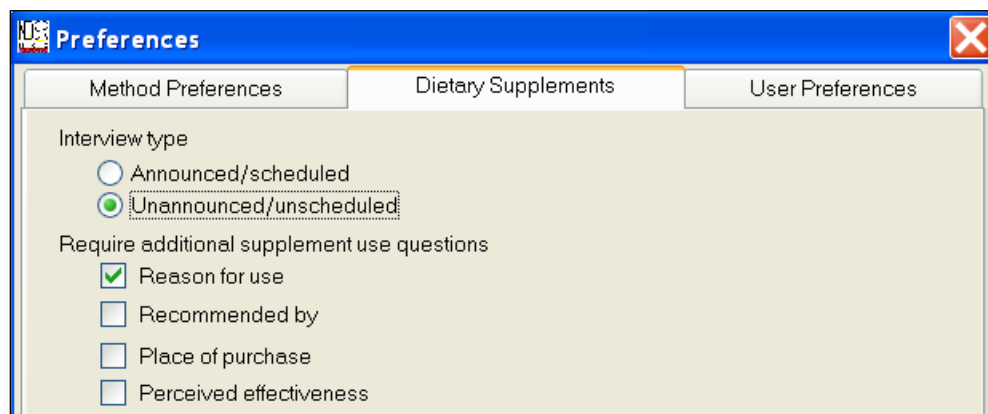 Preferences
Method Preferences Dietary Supplements User Preferences
Interview type
Announced/scheduled
Unannounced/unscheduled
Require additional supplement use questions
Reason for use
Recommended by
Place of purchase
Perceived effectiveness